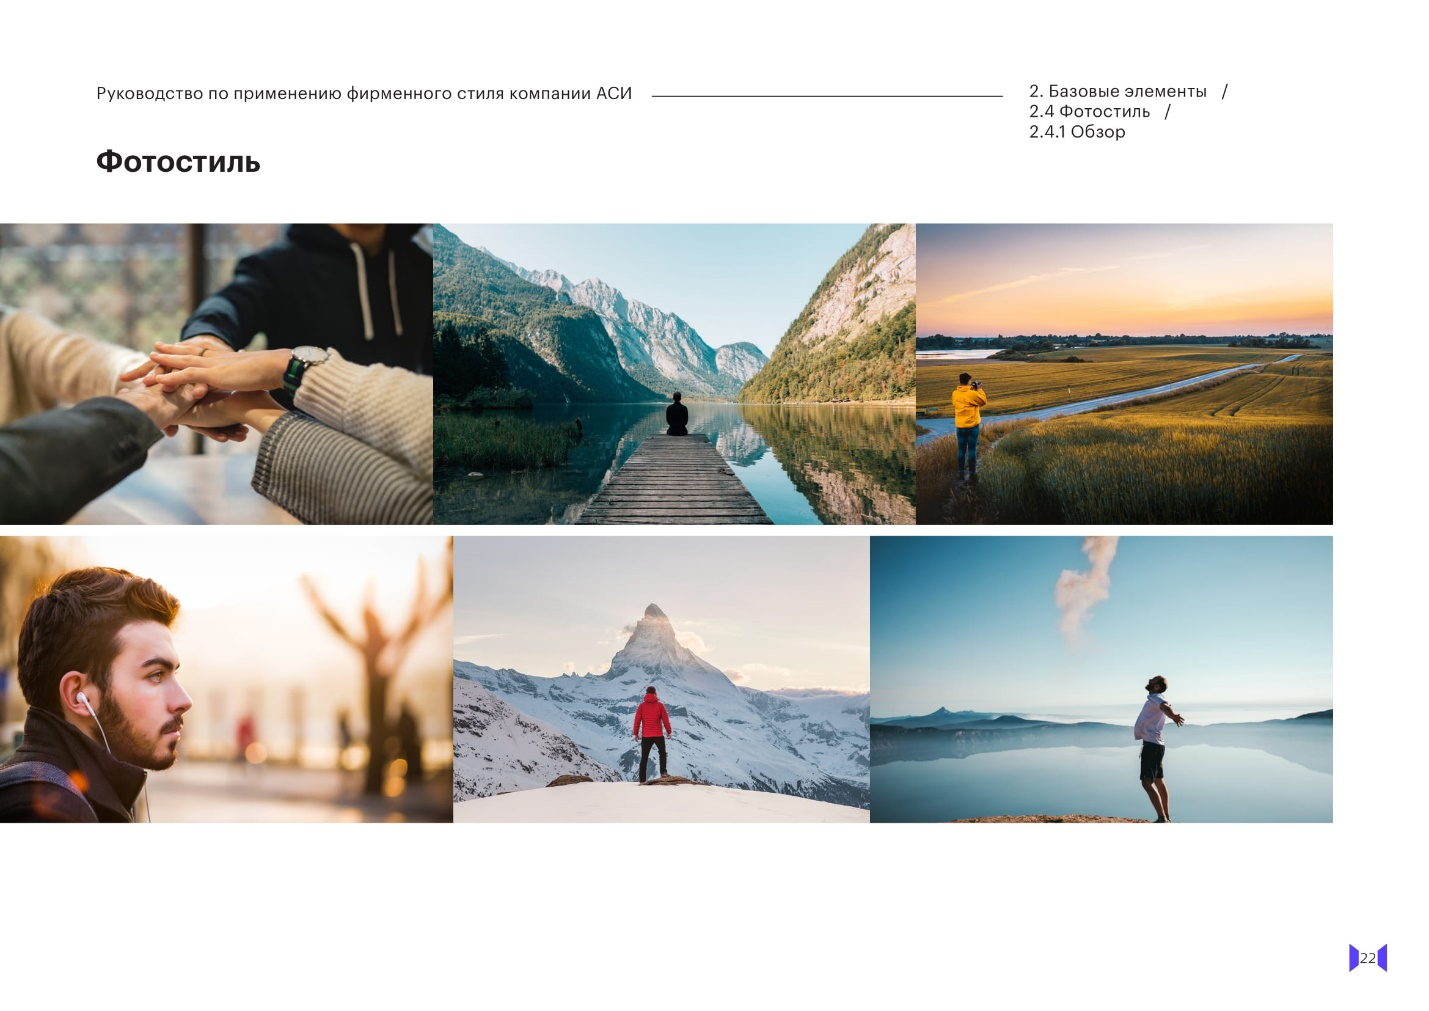 Руководство по применению фирменного стиля компании АСИ
2. Базовые элементы /
2.4 Фотостиль /
2.4.1 Обзор
Фотостиль
22